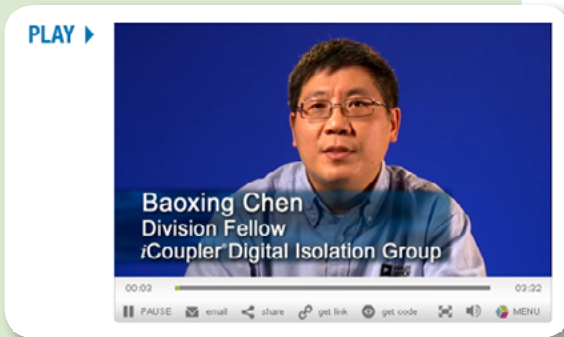 PLAY
Baoxing Chen
Division Fellow
iCoupler® Digital Isolation Group
00:03
03:32
PAUSE email share get link get code MENU